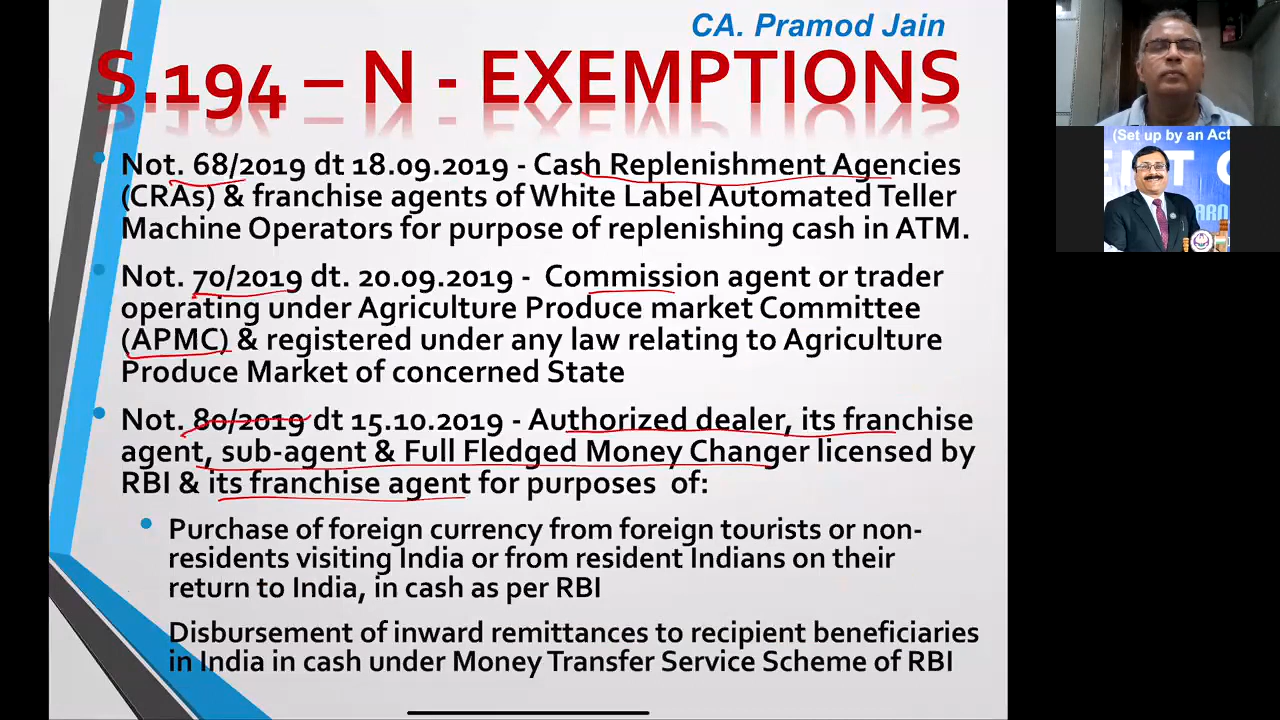 CA. Pramod Jain
S.194 – N - EXEMPTIONS
Not. 68/2019 dt 18.09.2019 - Cash Replenishment Agencies
(CRAs) & franchise agents of White Label Automated Teller
Machine Operators for purpose of replenishing cash in ATM.
Not. 70/2019 dt. 20.09.2019 - Commission agent or trader
operating under Agriculture Produce market Committee
(APMC) & registered under any law relating to Agriculture
Produce Market of concerned State
Not. 80/2019 dt 15.10.2019 - Authorized dealer, its franchise
agent, sub-agent & Full Fledged Money Changer licensed by
RBI & its franchise agent for purposes of:
Purchase of foreign currency from foreign tourists or non-
residents visiting India or from resident Indians on their
return to India, in cash as per RBI
Disbursement of inward remittances to recipient beneficiaries
in India in cash under Money Transfer Service Scheme of RBI
(Set up by an Act